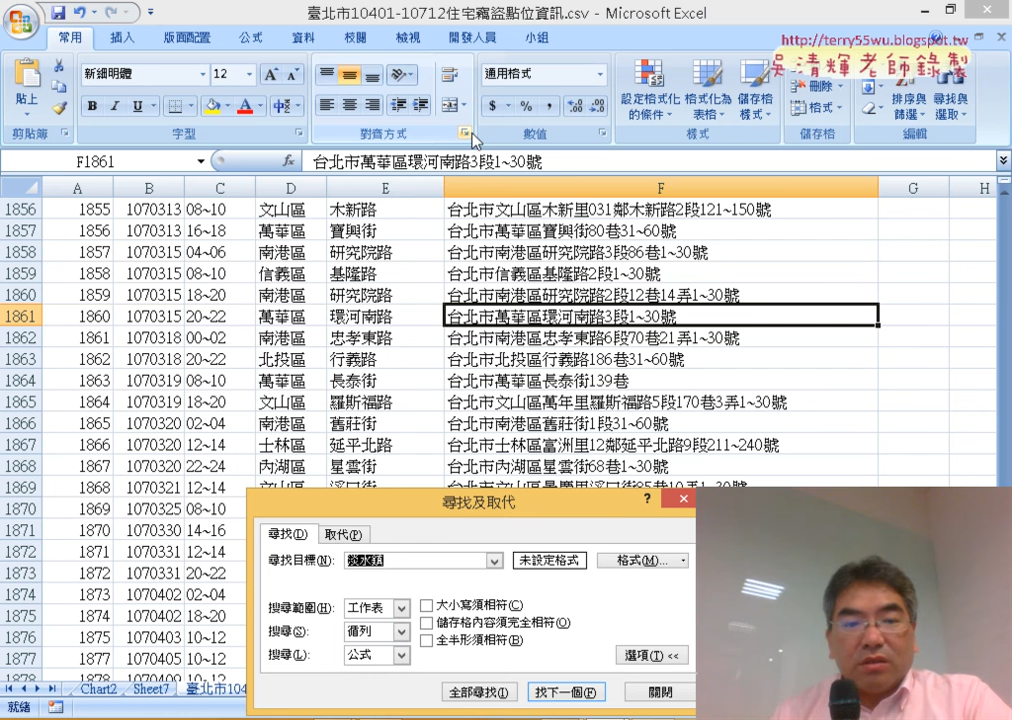 臺北市10401-10712住宅竊盜點位資訊.csv - Microsoft Excel
http://terry55wu.blogspot.tw
吳清輝老師錄製
常用 插入 版面配置 公式 資料 校閱 檢視 開發人員 小組
貼上 新細明體 12 通用格式 設定格式化的條件 格式化為表格 儲存格樣式 刪除 格式 排序與篩選 尋找與選取
剪貼簿 字型 對齊方式 數值 樣式 儲存格 編輯
F1861 fx 台北市萬華區環河南路3段1~30號
A B C D E F G H
1856 1855 1070313 08~10 文山區 木新路 台北市文山區木新里031鄰木新路2段121~150號
1857 1856 1070313 16~18 萬華區 寶興街 台北市萬華區寶興街80巷31~60號
1858 1857 1070315 04~06 南港區 研究院路 台北市南港區研究院路3段86巷1~30號
1859 1858 1070315 08~10 信義區 基隆路 台北市信義區基隆路2段1~30號
1860 1859 1070315 18~20 南港區 研究院路 台北市南港區研究院路2段12巷14弄1~30號
1861 1860 1070315 20~22 萬華區 環河南路 台北市萬華區環河南路3段1~30號
1862 1861 1070318 00~02 南港區 忠孝東路 台北市南港區忠孝東路6段70巷21弄1~30號
1863 1862 1070318 20~22 北投區 行義路 台北市北投區行義路186巷31~60號
1864 1863 1070319 08~10 萬華區 長泰街 台北市萬華區長泰街139巷
1865 1864 1070319 18~20 文山區 羅斯福路 台北市文山區萬年里羅斯福路5段170巷3弄1~30號
1866 1865 1070320 02~04 南港區 舊莊街 台北市南港區舊莊街1段31~60號
1867 1866 1070320 12~14 士林區 延平北路 台北市士林區富洲里12鄰延平北路9段211~240號
1868 1867 1070320 22~24 內湖區 星雲街 台北市內湖區星雲街68巷1~30號
1869 1868 1070321 12~14
1870 1869 1070325 08~10
1871 1870 1070330 14~16
1872 1871 1070331 12~14
1873 1872 1070331 20~22
1874 1873 1070402 02~04
1875 1874 1070402 18~20
1876 1875 1070403 10~12
1877 1876 1070405 10~12
尋找及取代
尋找(D) 取代(P)
尋找目標(N): 淡水鎮 未設定格式 格式(M)...
搜尋範圍(H): 工作表 大小寫須相符(C)
搜尋(S): 循列 儲存格內容須完全相符(O)
全半形須相符(B)
搜尋(L): 公式 選項(I) <<
全部尋找(I) 找下一個(F) 關閉
Chart2 Sheet7 臺北市104
就緒